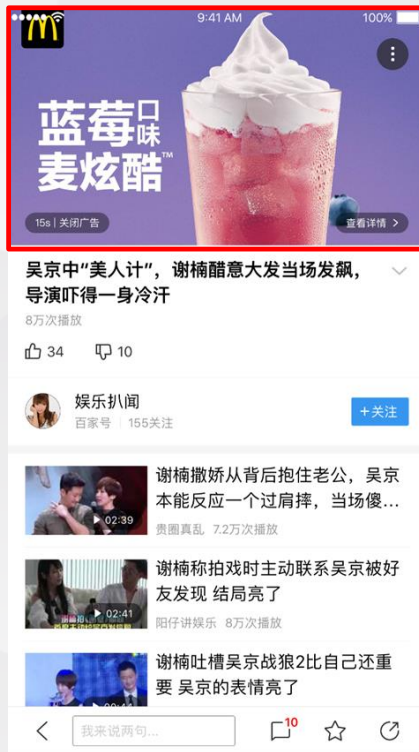 9:41 AM
100%
蓝莓口味
麦炫酷™
15s | 关闭广告
查看详情 >
吴京中“美人计”，谢楠醋意大发当场发飙，
导演吓得一身冷汗
8万次播放
34
10
娱乐扒闻
百家号 | 155关注
+关注
谢楠撒娇从背后抱住老公，吴京
本能反应一个过肩摔，当场傻...
02:39
贵圈真乱 7.2万次播放
谢楠称拍戏时主动联系吴京被好
友发现 结局亮了
02:41
阳仔讲娱乐 8万次播放
谢楠吐槽吴京战狼2比自己还重
要 吴京的表情亮了
我来说两句...
10